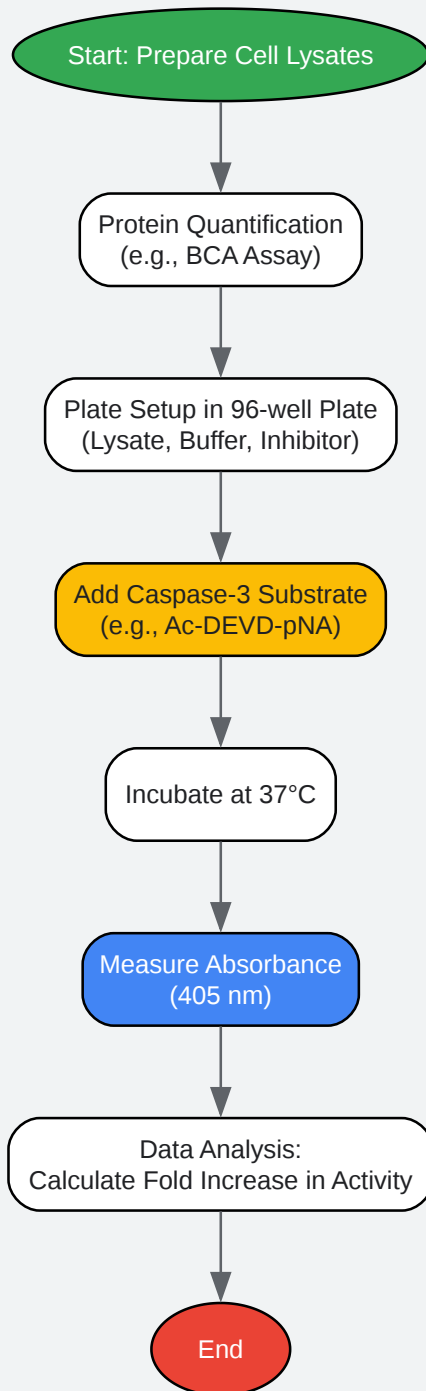 Start: Prepare Cell Lysates
Protein Quantification
(e.g., BCA Assay)
Plate Setup in 96-well Plate
(Lysate, Buffer, Inhibitor)
Add Caspase-3 Substrate
(e.g., Ac-DEVD-pNA)
Incubate at 37°C
Measure Absorbance
(405 nm)
Data Analysis:
Calculate Fold Increase in Activity
End